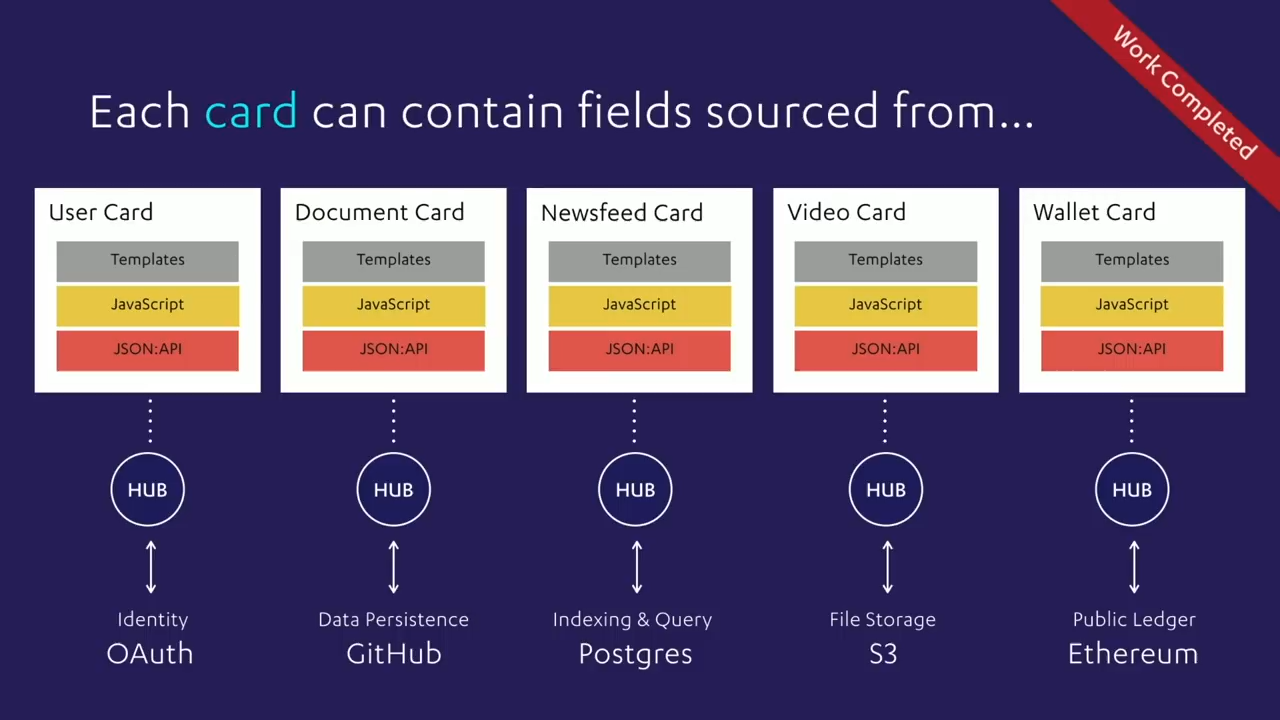 Work Completed
Each card can contain fields sourced from...
User Card
Templates
JavaScript
JSON:API
HUB
Identity
OAuth
Document Card
Templates
JavaScript
JSON:API
HUB
Data Persistence
GitHub
Newsfeed Card
Templates
JavaScript
JSON:API
HUB
Indexing & Query
Postgres
Video Card
Templates
JavaScript
JSON:API
HUB
File Storage
S3
Wallet Card
Templates
JavaScript
JSON:API
HUB
Public Ledger
Ethereum